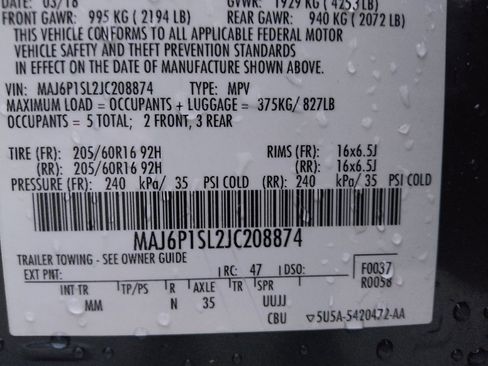 DATE: 03/18 GVWR: 1929 KG ( 4253 LB)
FRONT GAWR: 995 KG ( 2194 LB) REAR GAWR: 940 KG ( 2072 LB)
THIS VEHICLE CONFORMS TO ALL APPLICABLE FEDERAL MOTOR
VEHICLE SAFETY AND THEFT PREVENTION STANDARDS
IN EFFECT ON THE DATE OF MANUFACTURE SHOWN ABOVE.
VIN: MAJ6P1SL2JC208874 TYPE: MPV
MAXIMUM LOAD = OCCUPANTS + LUGGAGE = 375KG/ 827LB
OCCUPANTS = 5 TOTAL; 2 FRONT, 3 REAR
TIRE (FR): 205/60R16 92H RIMS (FR): 16x6.5J
(RR): 205/60R16 92H (RR): 16x6.5J
PRESSURE (FR): 240 kPa/ 35 PSI COLD (RR): 240 kPa/ 35 PSI COLD
MAJ6P1SL2JC208874
TRAILER TOWING - SEE OWNER GUIDE
EXT PNT: RC: 47 DSO: F0037
R0058
INT TR TP/PS R AXLE TR SPR
MM N 35 UUJJ
CBU ▽5U5A-5420472-AA